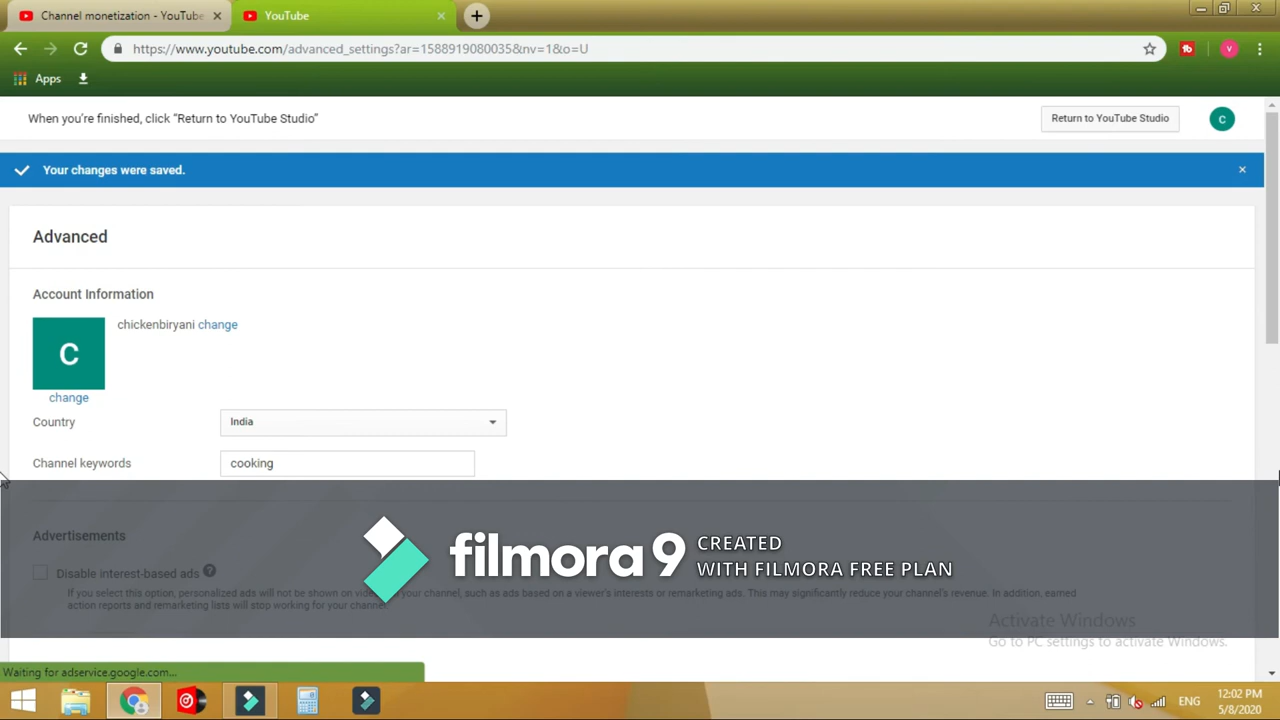 Channel monetization - YouTube
YouTube
https://www.youtube.com/advanced_settings?ar=1588919080035&nv=1&o=U
V
Apps
When you're finished, click "Return to YouTube Studio"
Return to YouTube Studio
C
Your changes were saved.
Advanced
Account Information
C
chickenbiryani change
change
Country
India
Channel keywords
cooking
Advertisements
Disable interest-based ads
If you select this option, personalized ads will not be shown on your channel, such as ads based on a viewer's interests or remarketing ads. This may significantly reduce your channel's revenue. In addition, earned
action reports and remarketing lists will stop working for your channel.
filmora9
CREATED
WITH FILMORA FREE PLAN
Activate Windows
Go to PC settings to activate Windows.
Waiting for adservice.google.com...
ENG
12:02 PM
5/8/2020